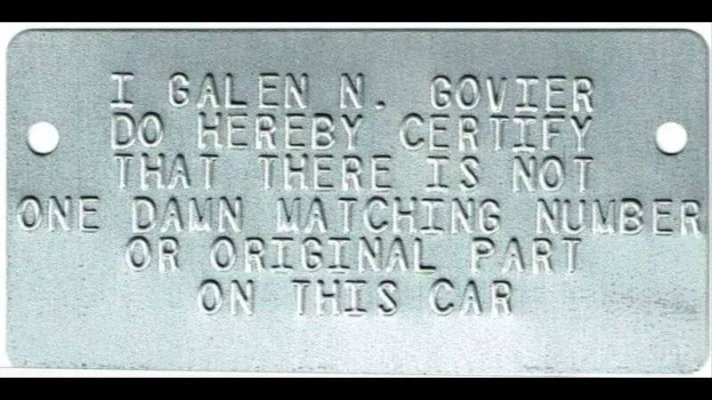 I GALEN N. GOVIER
DO HEREBY CERTIFY
THAT THERE IS NOT
ONE DAMN MATCHING NUMBER
OR ORIGINAL PART
ON THIS CAR